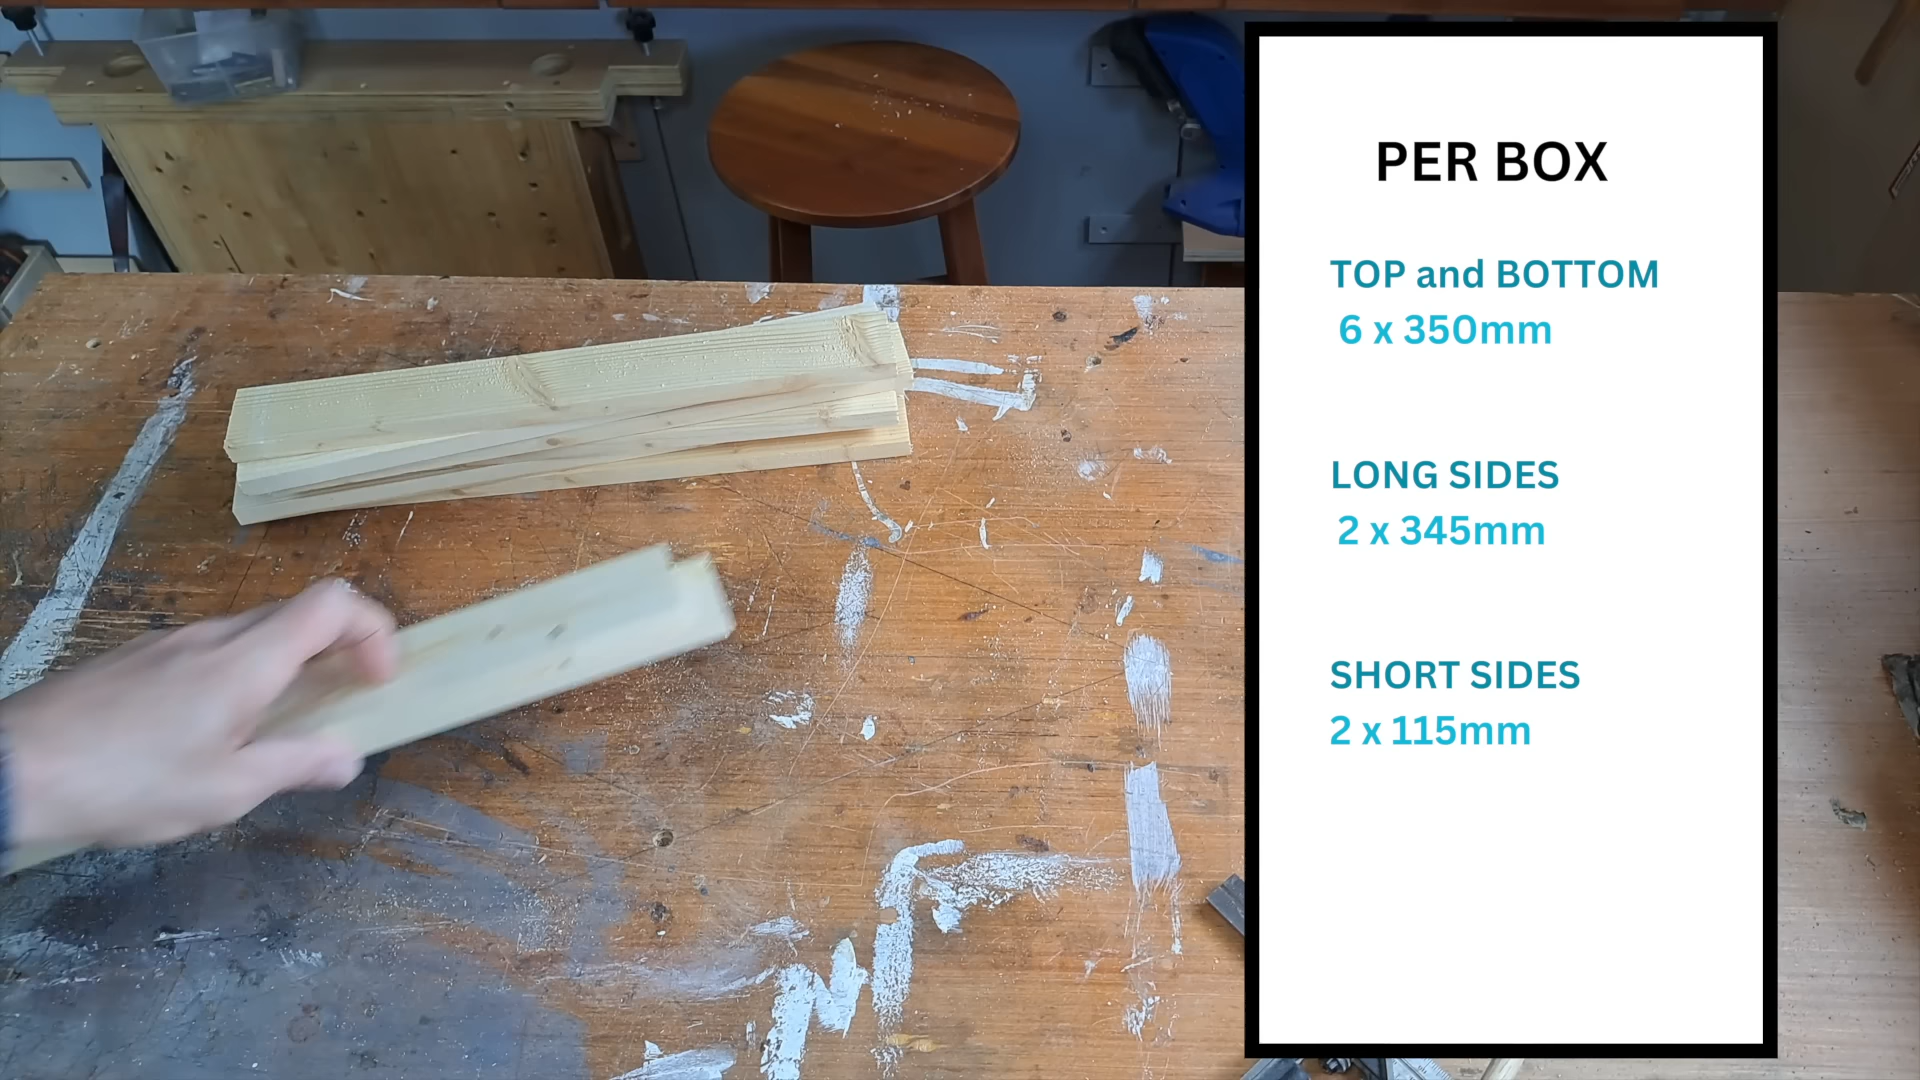 PER BOX
TOP and BOTTOM
6 x 350mm
LONG SIDES
2 x 345mm
SHORT SIDES
2 x 115mm